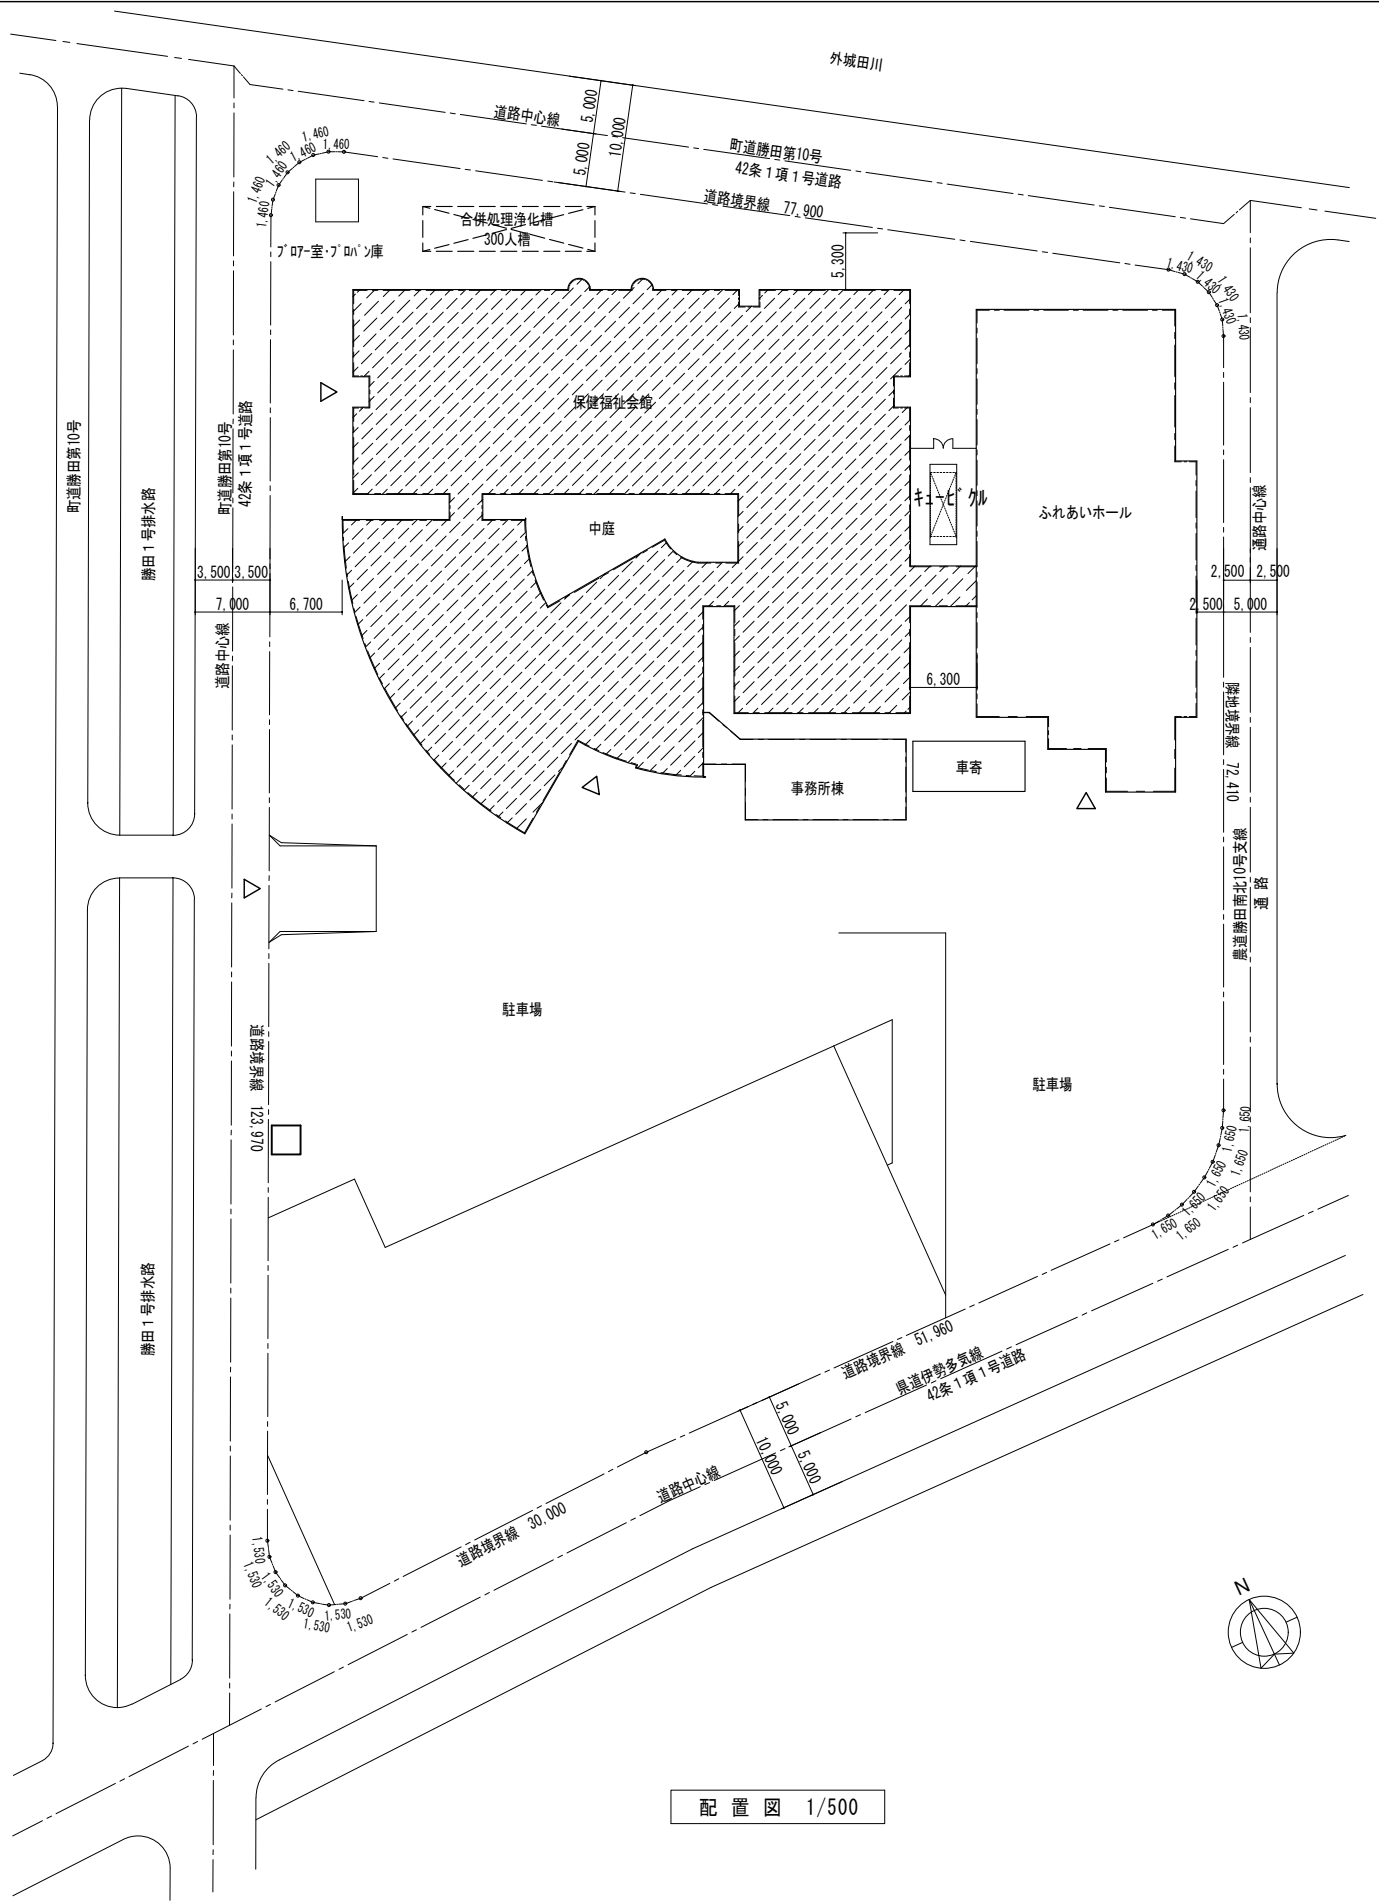 外城田川
道路中心線
5,000
5,000
10,000
町道勝田第10号
42条1項1号道路
道路境界線 77,900
1,460
1,460
1,460
1,460
1,460
1,460
1,460
ブロアー室・プロパン庫
合併処理浄化槽
300人槽
5,300
1,430
1,430
1,430
1,430
1,430
1,430
保健福祉会館
町道勝田第10号
勝田1号排水路
町道勝田第10号
42条1項1号道路
中庭
キュービクル
ふれあいホール
通路中心線
3,500
3,500
7,000
6,700
道路中心線
2,500
2,500
2,500
5,000
6,300
隣地境界線 72,410
車寄
事務所棟
農道勝田南北10号支線
通路
駐車場
駐車場
道路境界線 123,970
勝田1号排水路
1,650
1,650
1,650
1,650
1,650
1,650
1,650
1,650
道路境界線 51,960
県道伊勢多気線
42条1項1号道路
5,000
10,000
5,000
道路中心線
道路境界線 30,000
1,530
1,530
1,530
1,530
1,530
1,530
1,530
1,530
N
配置図 1/500